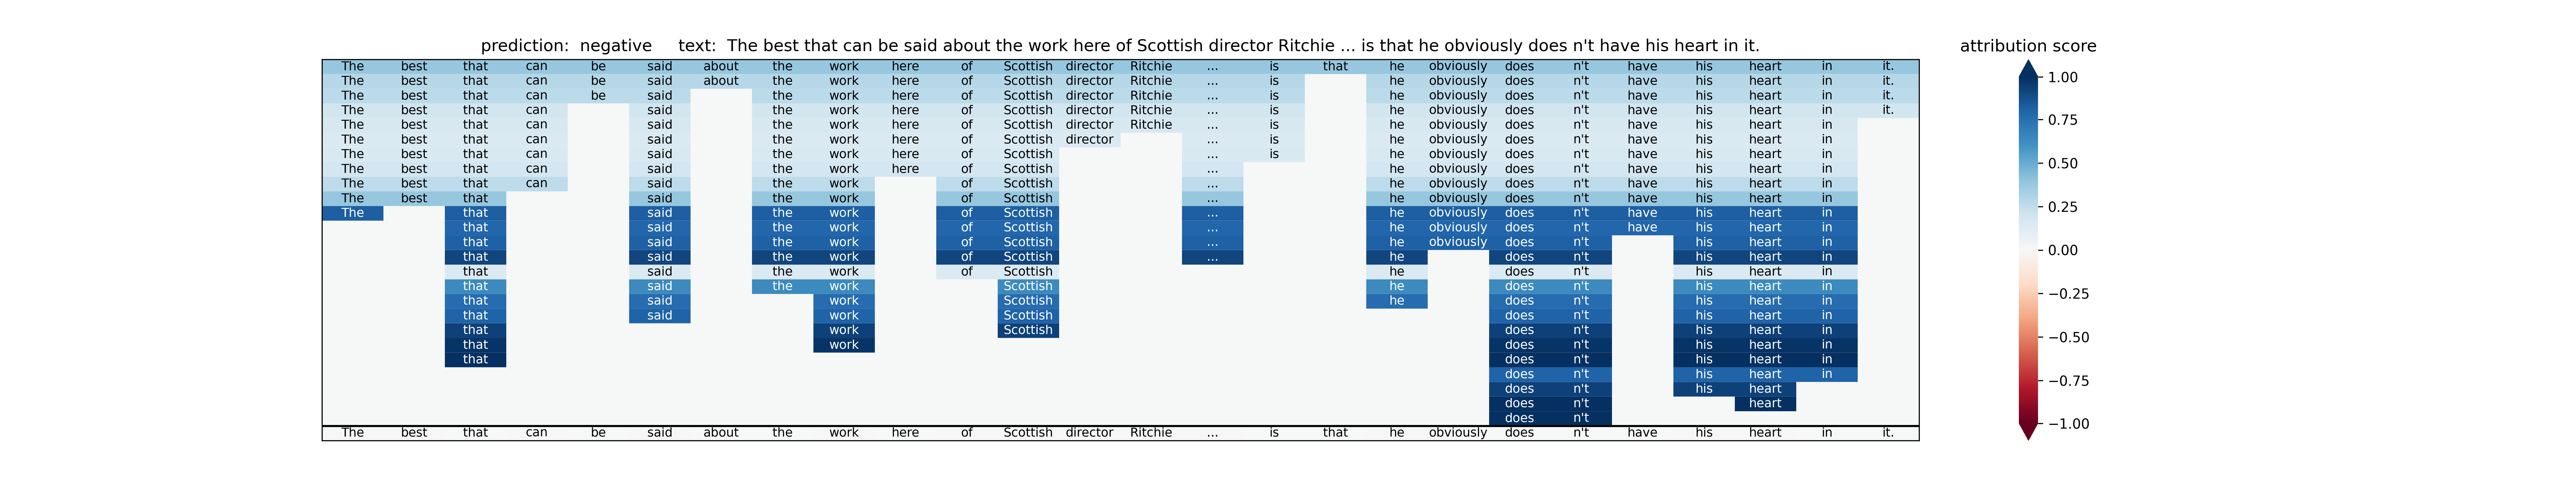 prediction: negative text: The best that can be said about the work here of Scottish director Ritchie ... is that he obviously does n't have his heart in it.
attribution score
The best that can be said about the work here of Scottish director Ritchie ... is that he obviously does n't have his heart in it.
The best that can be said about the work here of Scottish director Ritchie ... is he obviously does n't have his heart in it.
The best that can be said the work here of Scottish director Ritchie ... is he obviously does n't have his heart in it.
The best that can said the work here of Scottish director Ritchie ... is he obviously does n't have his heart in it.
The best that can said the work here of Scottish director Ritchie ... is he obviously does n't have his heart in
The best that can said the work here of Scottish director ... is he obviously does n't have his heart in
The best that can said the work here of Scottish ... is he obviously does n't have his heart in
The best that can said the work here of Scottish ... he obviously does n't have his heart in
The best that can said the work of Scottish ... he obviously does n't have his heart in
The best that said the work of Scottish ... he obviously does n't have his heart in
The that said the work of Scottish ... he obviously does n't have his heart in
that said the work of Scottish ... he obviously does n't have his heart in
that said the work of Scottish ... he obviously does n't his heart in
that said the work of Scottish ... he does n't his heart in
that said the work of Scottish he does n't his heart in
that said the work Scottish he does n't his heart in
that said work Scottish he does n't his heart in
that said work Scottish does n't his heart in
that work Scottish does n't his heart in
that work does n't his heart in
that does n't his heart in
does n't his heart in
does n't his heart
does n't heart
does n't
The best that can be said about the work here of Scottish director Ritchie ... is that he obviously does n't have his heart in it.
1.00
0.75
0.50
0.25
0.00
−0.25
−0.50
−0.75
−1.00